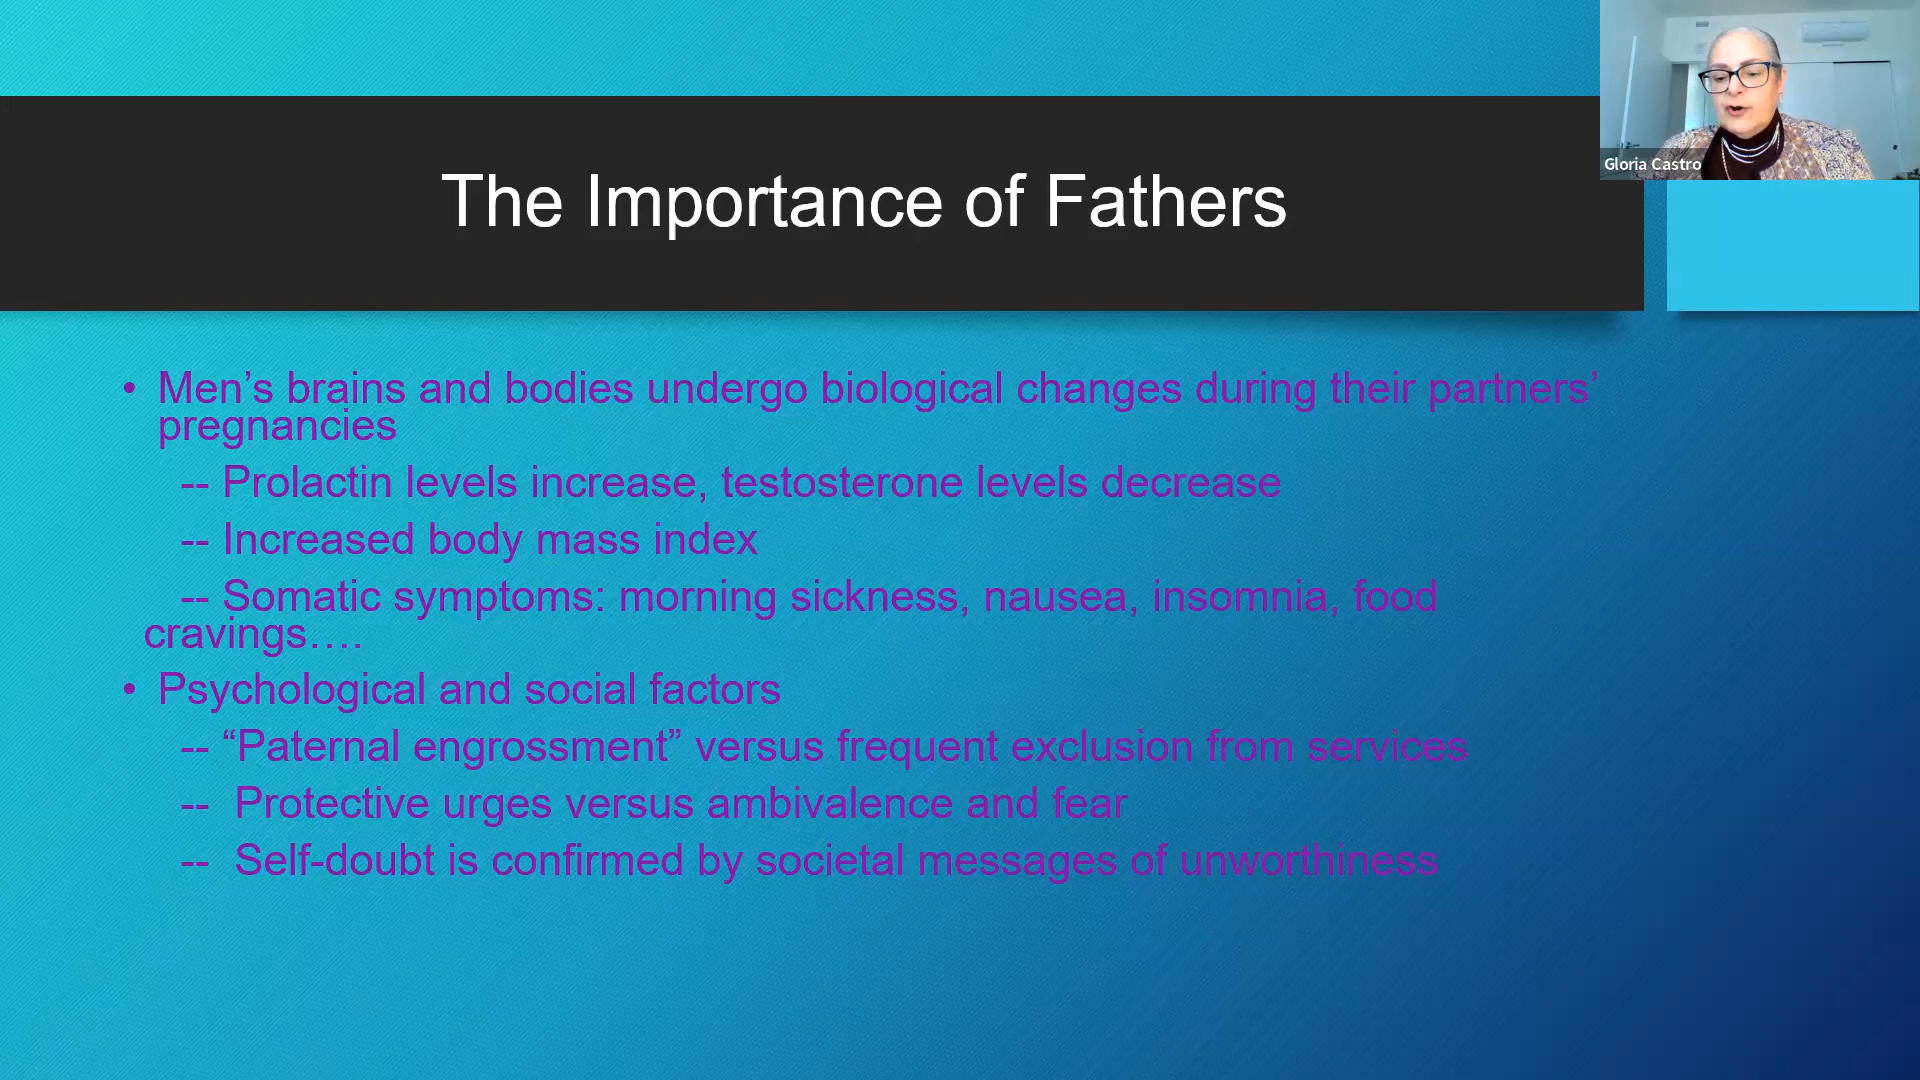 The Importance of Fathers
Gloria Castro
• Men’s brains and bodies undergo biological changes during their partners’
pregnancies
-- Prolactin levels increase, testosterone levels decrease
-- Increased body mass index
-- Somatic symptoms: morning sickness, nausea, insomnia, food
cravings….
• Psychological and social factors
-- “Paternal engrossment” versus frequent exclusion from services
--  Protective urges versus ambivalence and fear
--  Self-doubt is confirmed by societal messages of unworthiness